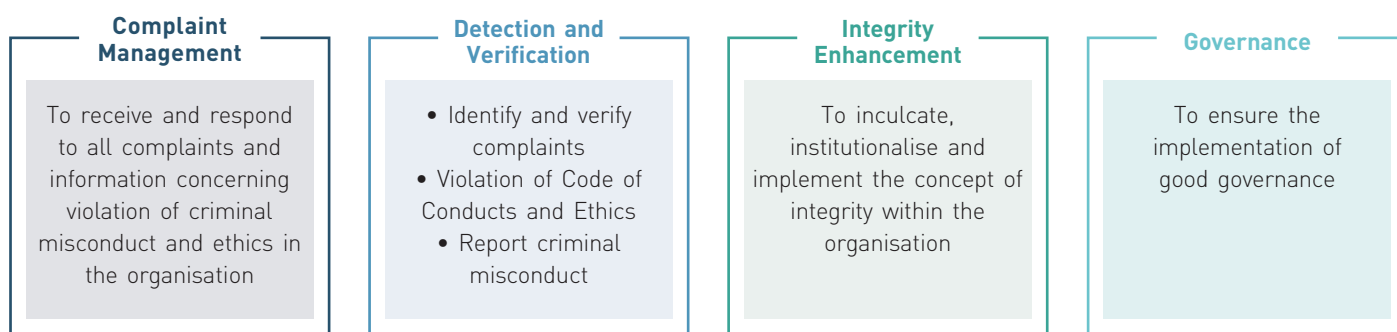 Complaint
Management
To receive and respond
to all complaints and
information concerning
violation of criminal
misconduct and ethics in
the organisation
Detection and
Verification
• Identify and verify
complaints
• Violation of Code of
Conducts and Ethics
• Report criminal
misconduct
Integrity
Enhancement
To inculcate,
institutionalise and
implement the concept of
integrity within the
organisation
Governance
To ensure the
implementation of
good governance